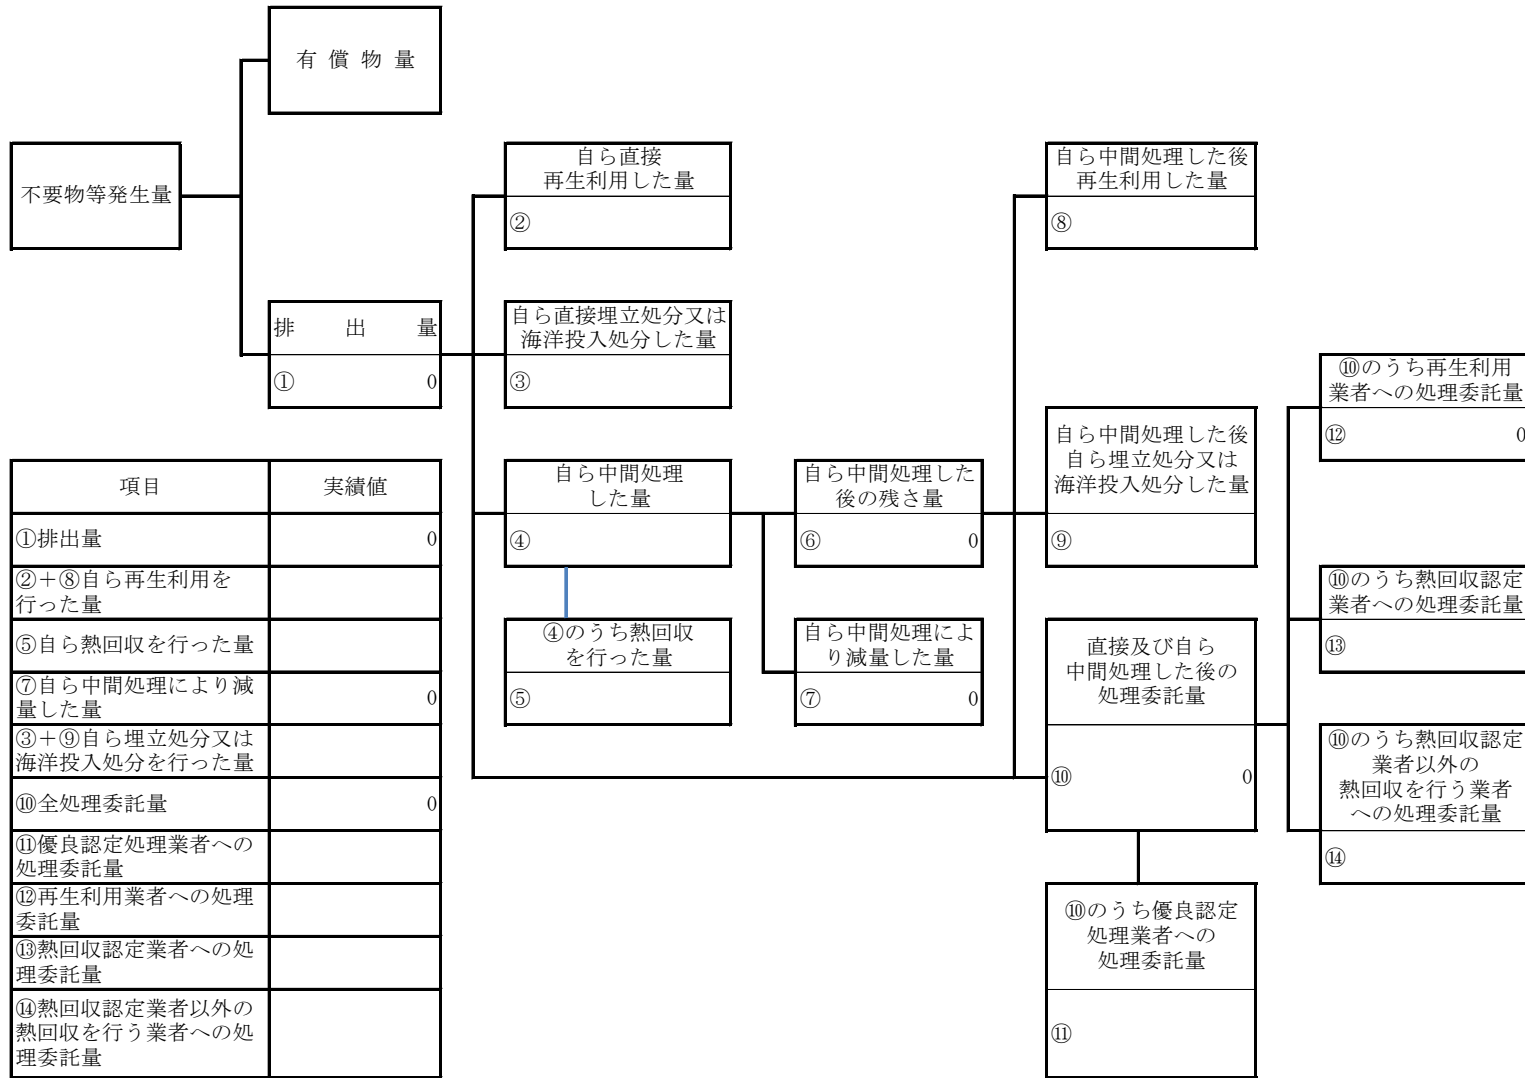 有 償 物 量
不要物等発生量
自ら直接
再生利用した量
②
自ら中間処理した後
再生利用した量
⑧
排 出 量
① 0
自ら直接埋立処分又は
海洋投入処分した量
③
⑩のうち再生利用
業者への処理委託量
⑫ 0
自ら中間処理
した量
④
自ら中間処理した
後の残さ量
⑥ 0
自ら中間処理した後
自ら埋立処分又は
海洋投入処分した量
⑨
⑩のうち熱回収認定
業者への処理委託量
⑬
④のうち熱回収
を行った量
⑤
自ら中間処理によ
り減量した量
⑦ 0
直接及び自ら
中間処理した後の
処理委託量
⑩ 0
⑩のうち熱回収認定
業者以外の
熱回収を行う業者
への処理委託量
⑭
⑩のうち優良認定
処理業者への
処理委託量
⑪
項目 実績値
①排出量 0
②+⑧自ら再生利用を
行った量
⑤自ら熱回収を行った量
⑦自ら中間処理により減
量した量 0
③+⑨自ら埋立処分又は
海洋投入処分を行った量
⑩全処理委託量 0
⑪優良認定処理業者への
処理委託量
⑫再生利用業者への処理
委託量
⑬熱回収認定業者への処
理委託量
⑭熱回収認定業者以外の
熱回収を行う業者への処
理委託量